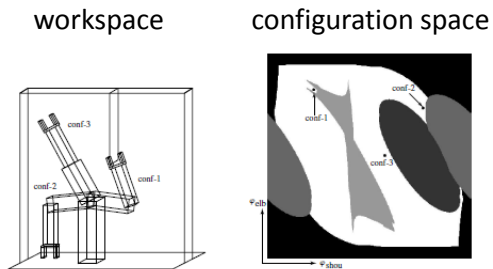 workspace
configuration space
conf-3
conf-2
conf-1
conf-2
conf-1
conf-3
φelb
φshou